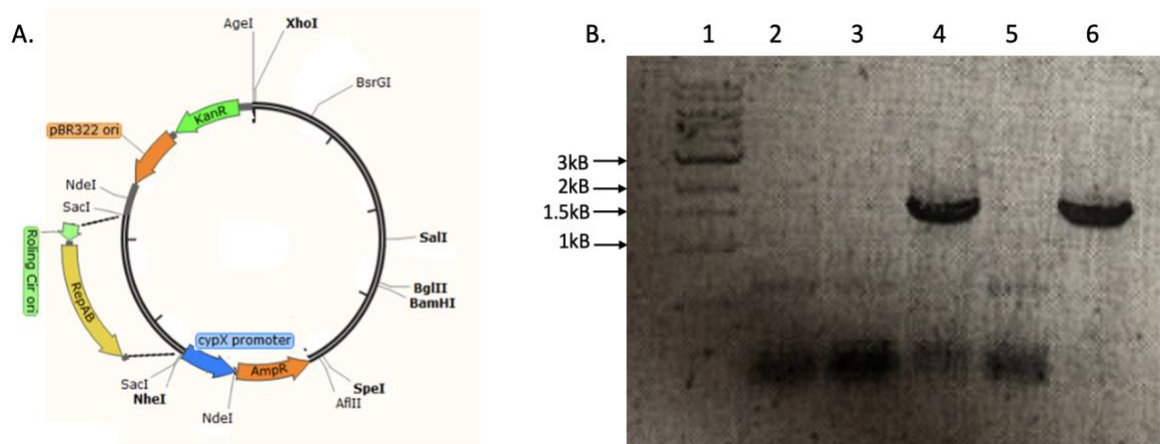 A.
AgeI
XhoI
BsrGI
KanR
pBR322 ori
NdeI
SacI
Roling Cir ori
RepAB
SalI
BglII
BamHI
cypX promoter
AmpR
SacI
NheI
NdeI
SpeI
AflII
B.
1 2 3 4 5 6
3kB
2kB
1.5kB
1kB